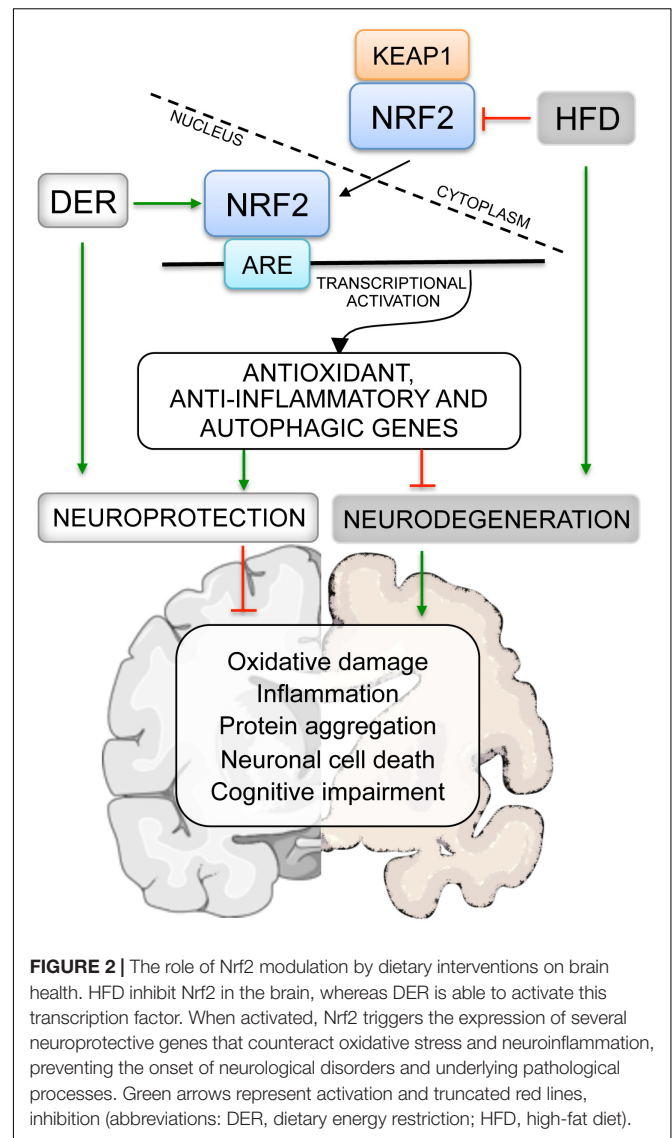 KEAP1
NRF2
HFD
NUCLEUS
CYTOPLASM
DER
NRF2
ARE
TRANSCRIPTIONAL
ACTIVATION
ANTIOXIDANT,
ANTI-INFLAMMATORY AND
AUTOPHAGIC GENES
NEUROPROTECTION
NEURODEGENERATION
Oxidative damage
Inflammation
Protein aggregation
Neuronal cell death
Cognitive impairment
FIGURE 2 | The role of Nrf2 modulation by dietary interventions on brain
health. HFD inhibit Nrf2 in the brain, whereas DER is able to activate this
transcription factor. When activated, Nrf2 triggers the expression of several
neuroprotective genes that counteract oxidative stress and neuroinflammation,
preventing the onset of neurological disorders and underlying pathological
processes. Green arrows represent activation and truncated red lines,
inhibition (abbreviations: DER, dietary energy restriction; HFD, high-fat diet).